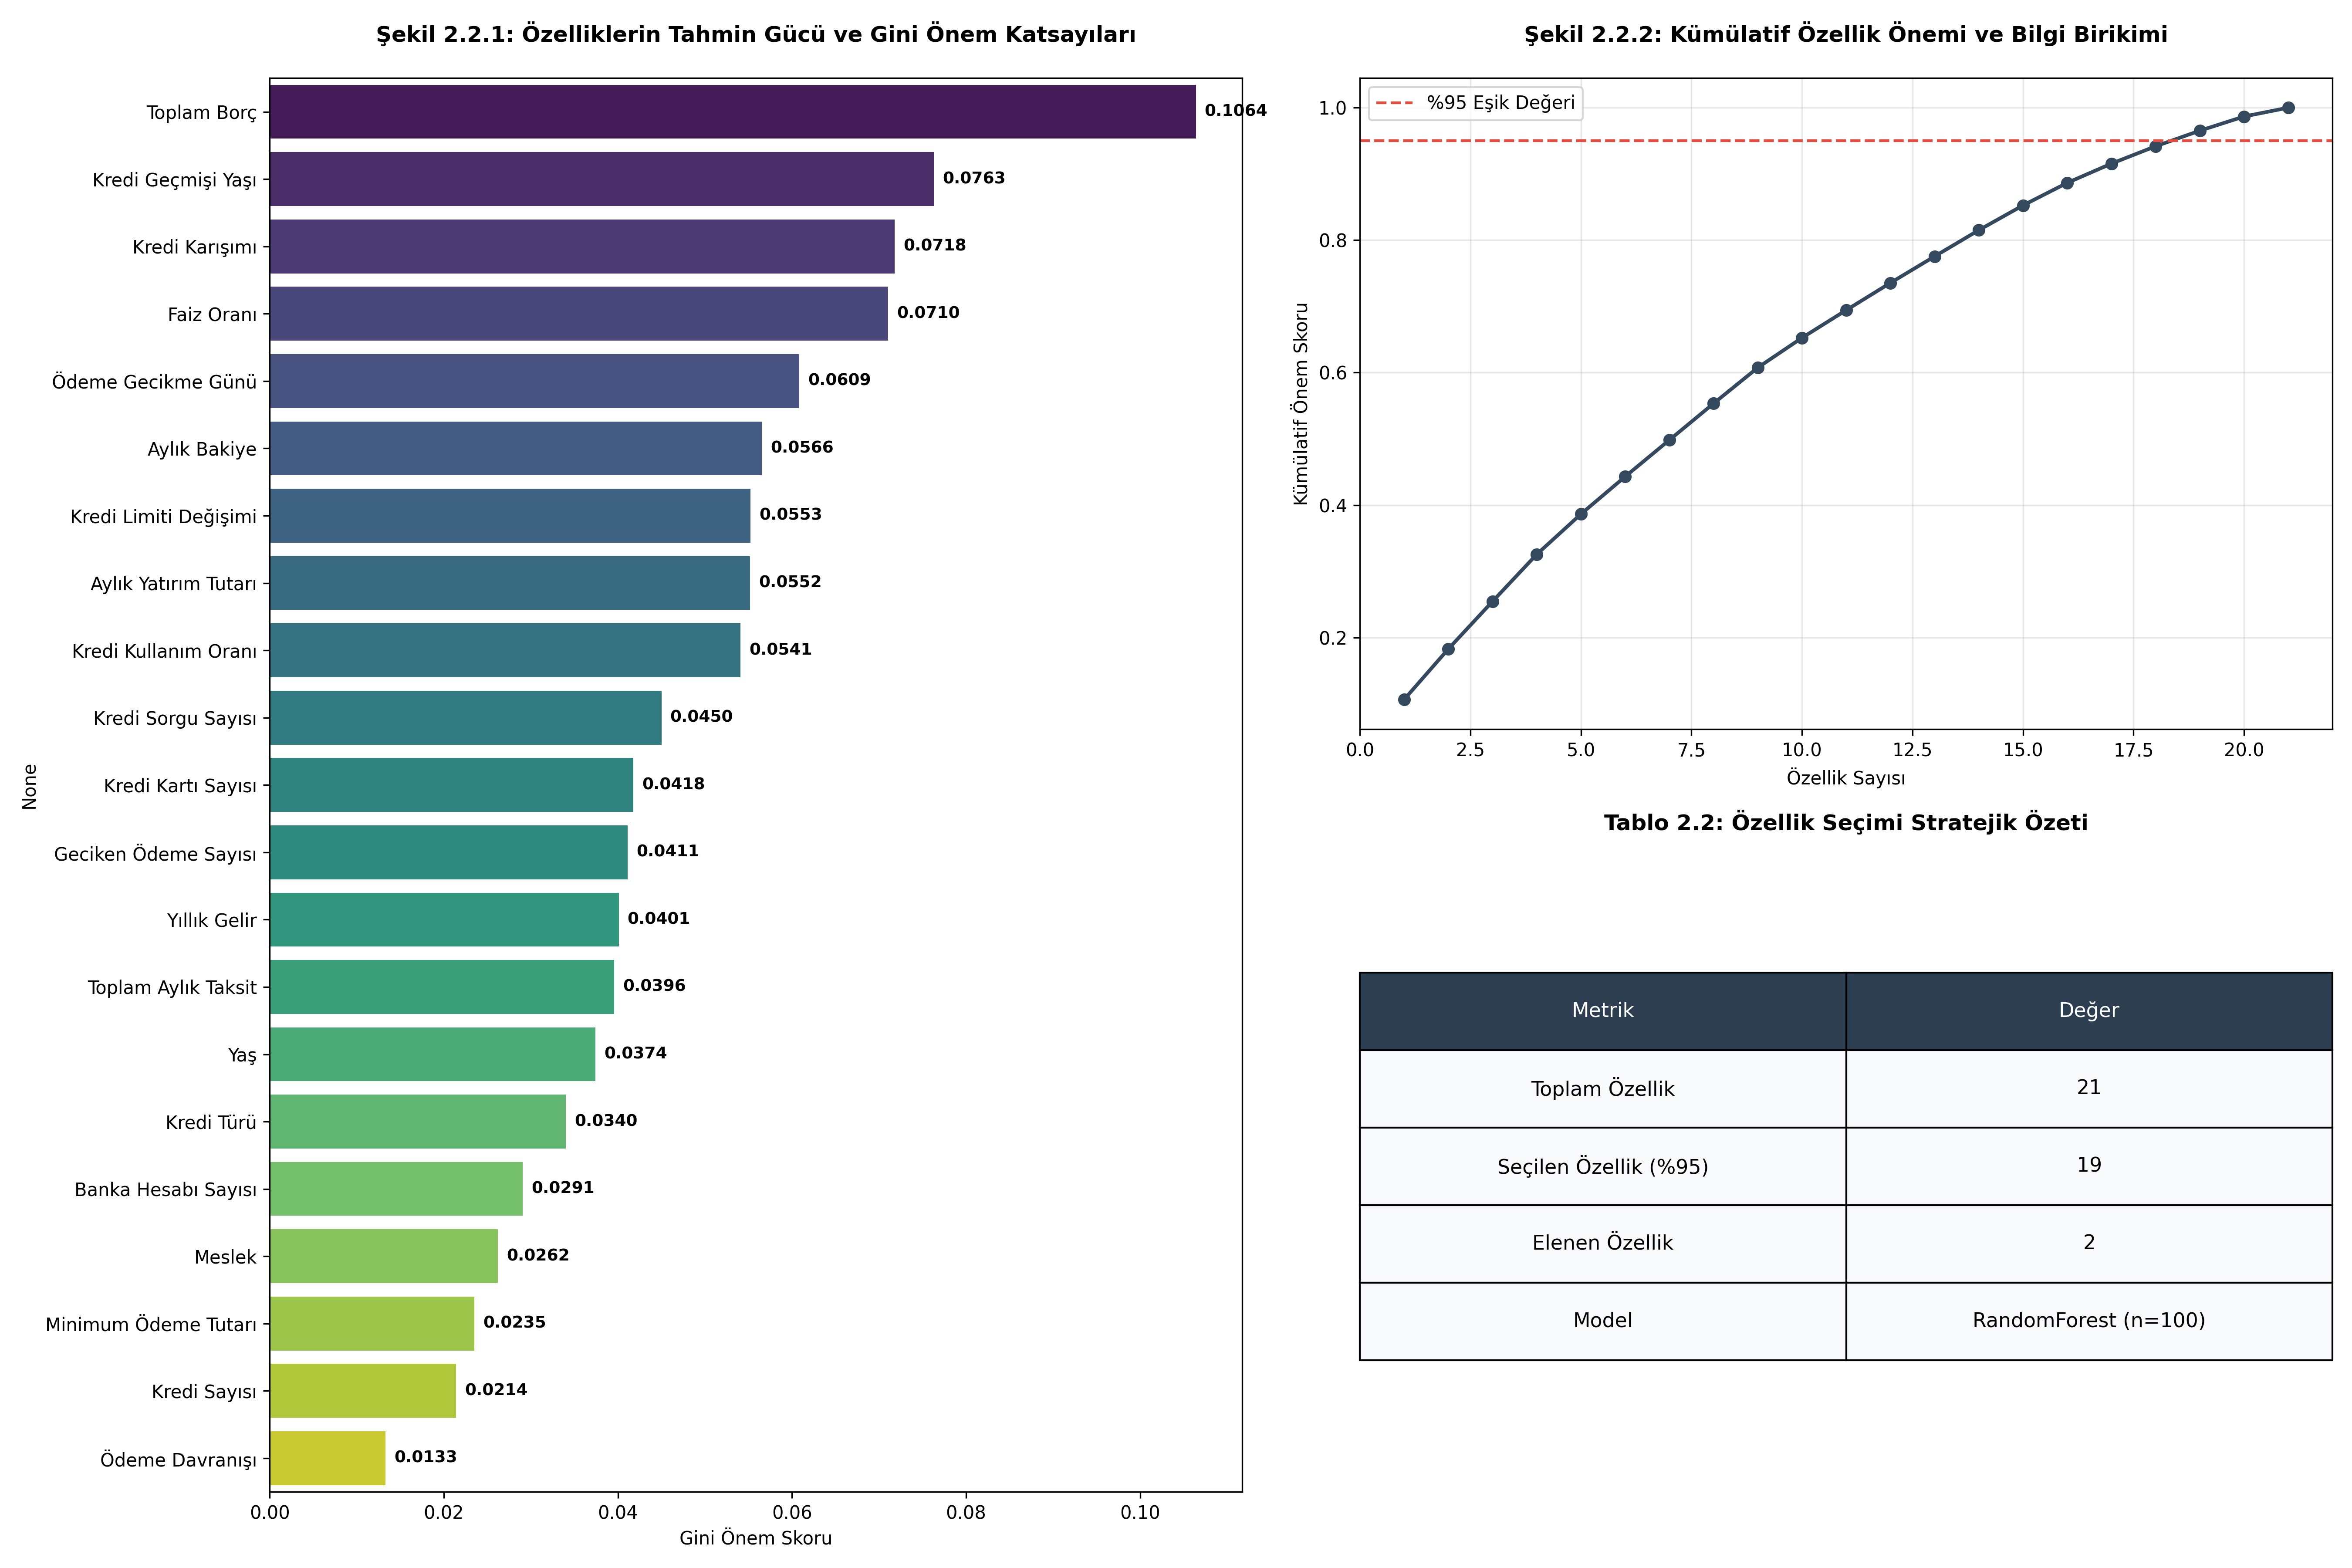 Şekil 2.2.1: Özelliklerin Tahmin Gücü ve Gini Önem Katsayıları
Toplam Borç 0.1064
Kredi Geçmişi Yaşı 0.0763
Kredi Karışımı 0.0718
Faiz Oranı 0.0710
Ödeme Gecikme Günü 0.0609
Aylık Bakiye 0.0566
Kredi Limiti Değişimi 0.0553
Aylık Yatırım Tutarı 0.0552
Kredi Kullanım Oranı 0.0541
Kredi Sorgu Sayısı 0.0450
Kredi Kartı Sayısı 0.0418
Geciken Ödeme Sayısı 0.0411
Yıllık Gelir 0.0401
Toplam Aylık Taksit 0.0396
Yaş 0.0374
Kredi Türü 0.0340
Banka Hesabı Sayısı 0.0291
Meslek 0.0262
Minimum Ödeme Tutarı 0.0235
Kredi Sayısı 0.0214
Ödeme Davranışı 0.0133
None
0.00 0.02 0.04 0.06 0.08 0.10
Gini Önem Skoru
Şekil 2.2.2: Kümülatif Özellik Önemi ve Bilgi Birikimi
%95 Eşik Değeri
1.0
0.8
0.6
0.4
0.2
Kümülatif Önem Skoru
0.0 2.5 5.0 7.5 10.0 12.5 15.0 17.5 20.0
Özellik Sayısı
Tablo 2.2: Özellik Seçimi Stratejik Özeti
Metrik Değer
Toplam Özellik 21
Seçilen Özellik (%95) 19
Elenen Özellik 2
Model RandomForest (n=100)